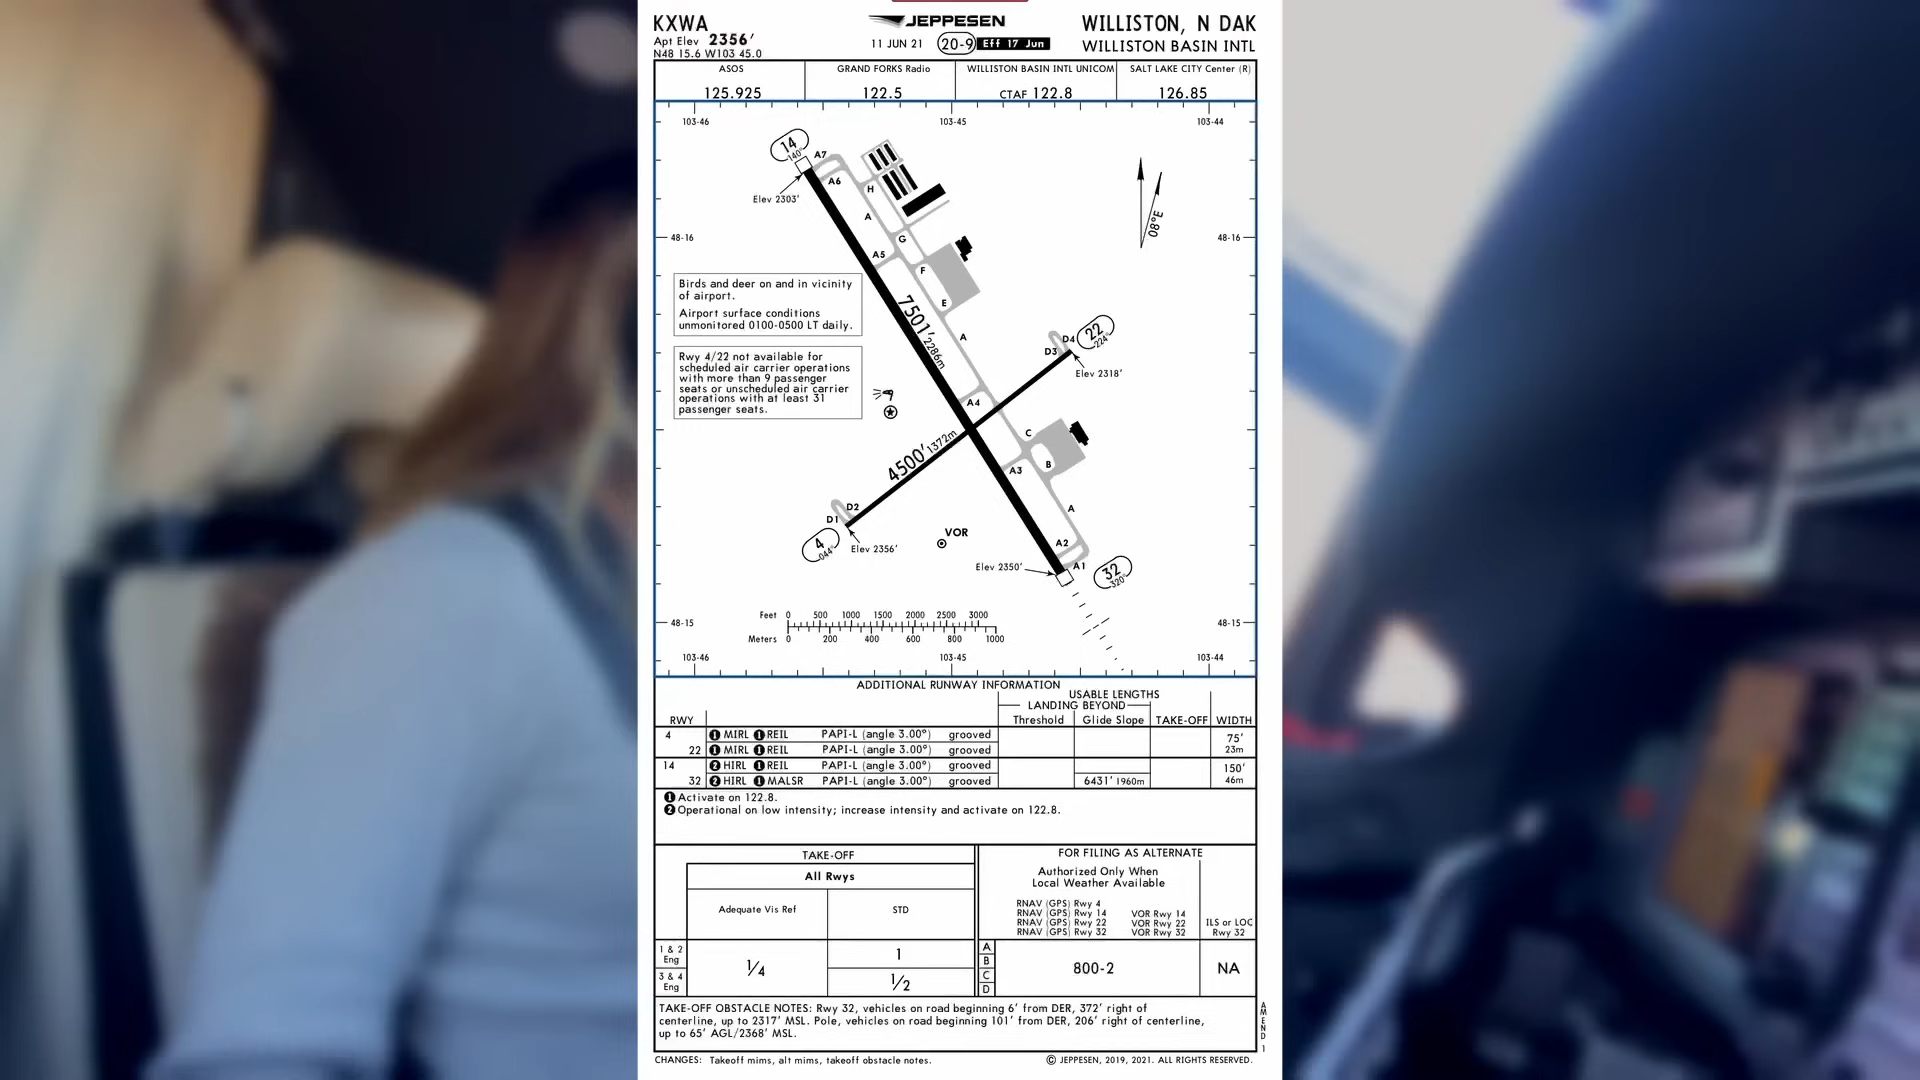 KXWA
Apt Elev 2356'
N48 15.6 W103 45.0
JEPPESEN
11 JUN 21 20-9 Eff 17 Jun
WILLISTON, N DAK
WILLISTON BASIN INTL
ASOS
125.925
GRAND FORKS Radio
122.5
WILLISTON BASIN INTL UNICOM
CTAF 122.8
SALT LAKE CITY Center (R)
126.85
103-46 103-45 103-44
14
140°
A7
A6
H
Elev 2303'
A
48-16 48-16
G
A5
F
08°E
Birds and deer on and in vicinity
of airport.
Airport surface conditions
unmonitored 0100-0500 LT daily.
E
7501' 2286m
A
22
224°
D4
D3
Elev 2318'
Rwy 4/22 not available for
scheduled air carrier operations
with more than 9 passenger
seats or unscheduled air carrier
operations with at least 31
passenger seats.
A4
C
4500' 1372m
B
A3
D2
D1
A
4
044°
Elev 2356'
VOR
A2
Elev 2350'
A1
32
320°
Feet 0 500 1000 1500 2000 2500 3000
Meters 0 200 400 600 800 1000
48-15 48-15
103-46 103-45 103-44
ADDITIONAL RUNWAY INFORMATION
USABLE LENGTHS
LANDING BEYOND
RWY Threshold Glide Slope TAKE-OFF WIDTH
4 1 MIRL 1 REIL PAPI-L (angle 3.00°) grooved 75'
22 1 MIRL 1 REIL PAPI-L (angle 3.00°) grooved 23m
14 2 HIRL 1 REIL PAPI-L (angle 3.00°) grooved 150'
32 2 HIRL 1 MALSR PAPI-L (angle 3.00°) grooved 6431' 1960m 46m
1 Activate on 122.8.
2 Operational on low intensity; increase intensity and activate on 122.8.
TAKE-OFF
All Rwys
Adequate Vis Ref STD
1 & 2
Eng
3 & 4
Eng
1/4
1
1/2
FOR FILING AS ALTERNATE
Authorized Only When
Local Weather Available
RNAV (GPS) Rwy 4
RNAV (GPS) Rwy 14 VOR Rwy 14
RNAV (GPS) Rwy 22 VOR Rwy 22
RNAV (GPS) Rwy 32 VOR Rwy 32
ILS or LOC
Rwy 32
A
B
C
D
800-2
NA
TAKE-OFF OBSTACLE NOTES: Rwy 32, vehicles on road beginning 6' from DER, 372' right of
centerline, up to 2317' MSL. Pole, vehicles on road beginning 101' from DER, 206' right of centerline,
up to 65' AGL/2368' MSL.
AMEND 1
CHANGES: Takeoff mims, alt mims, takeoff obstacle notes.
© JEPPESEN, 2019, 2021. ALL RIGHTS RESERVED.